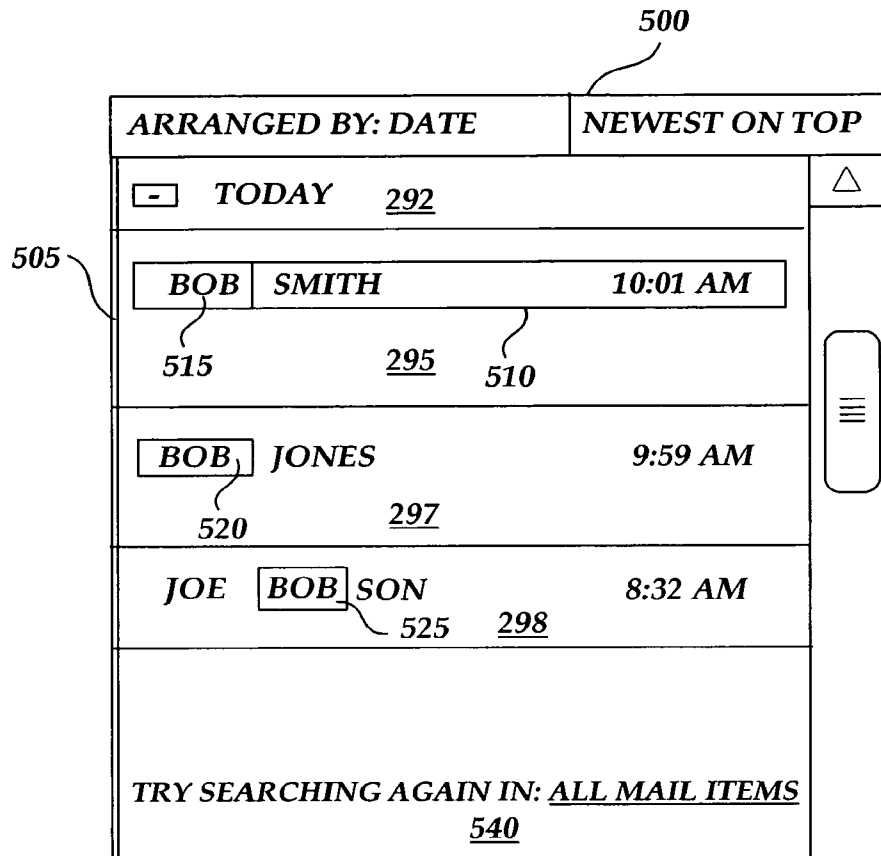 500
ARRANGED BY: DATE NEWEST ON TOP
- TODAY 292
505
BOB SMITH 10:01 AM
515 295 510
BOB JONES 9:59 AM
520 297
JOE BOB SON 8:32 AM
525 298
TRY SEARCHING AGAIN IN: ALL MAIL ITEMS
540